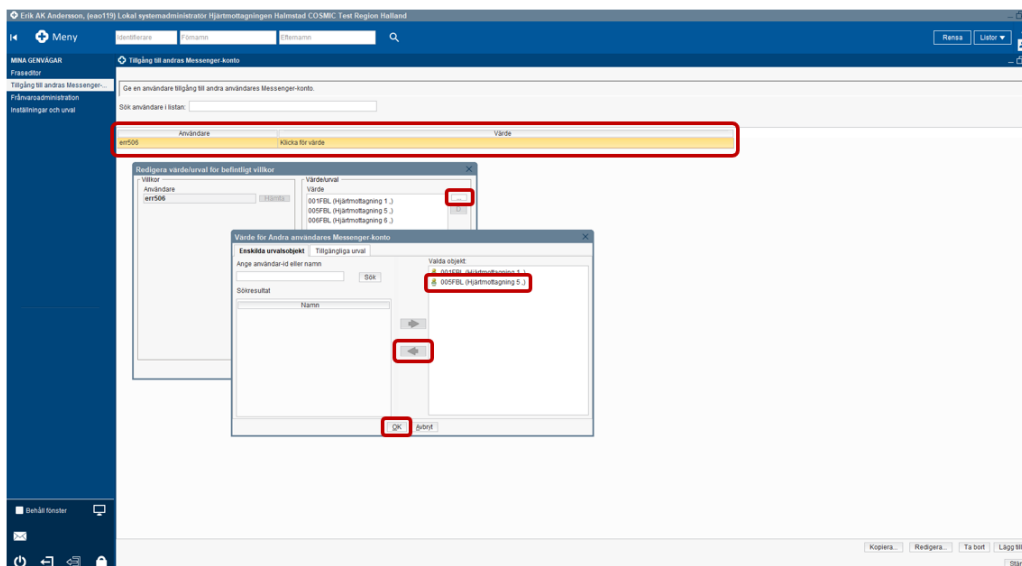 Erik AK Andersson, (eao119) Lokal systemadministratör Hjärtmottagningen Halmstad COSMIC Test Region Halland
Meny
Identifierare
Förnamn
Efternamn
Rensa
Listor
MINA GENVÄGAR
Fraseditor
Tillgång till andras Messenger-...
Frånvaroadministration
Inställningar och urval
Tillgång till andras Messenger-konto
Ge en användare tillgång till andra användares Messenger-konto.
Sök användare i listan:
Användare
Värde
err506
Klicka för värde
Redigera värde/urval för befintligt villkor
Villkor
Användare
err506
Hämta
Värde/urval
Värde
001FBL (Hjärtmottagning 1 ,)
005FBL (Hjärtmottagning 5 ,)
006FBL (Hjärtmottagning 6 ,)
...
Värde för Andra användares Messenger-konto
Enskilda urvalsobjekt
Tillgängliga urval
Ange användar-id eller namn
Sök
Sökresultat
Namn
Valda objekt
001FBL (Hjärtmottagning 1 ,)
005FBL (Hjärtmottagning 5 ,)
OK
Avbryt
Behåll fönster
Kopiera...
Redigera...
Ta bort
Lägg till